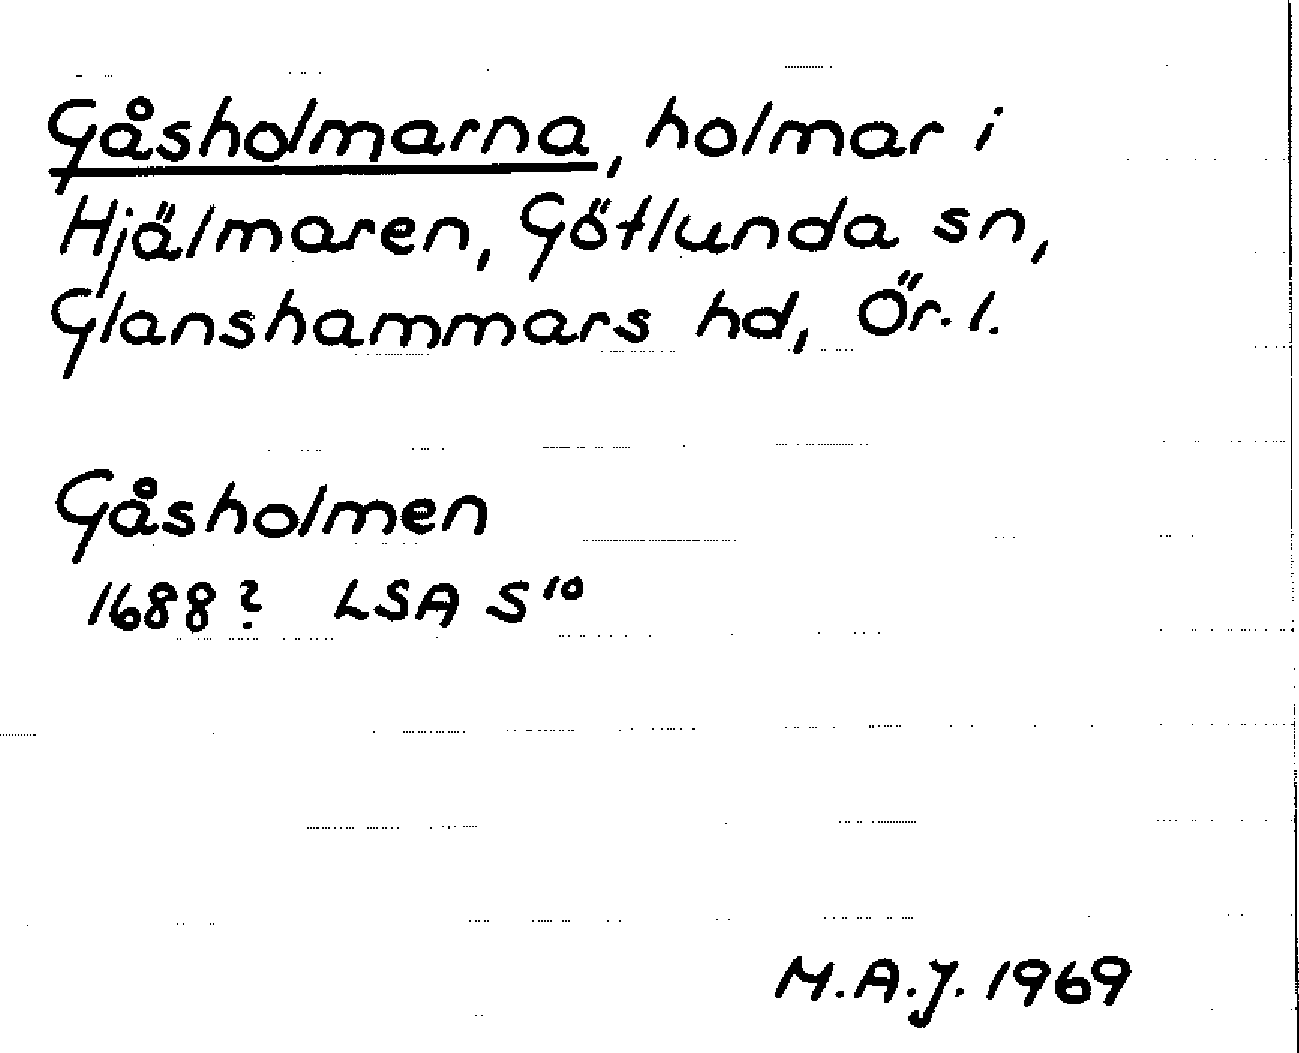 Gåsholmarna, holmar i
Hjälmaren, Götlunda sn,
Glanshammars hd, Ör. l.
Gåsholmen
1688? LSA S¹⁰
M.A.J. 1969